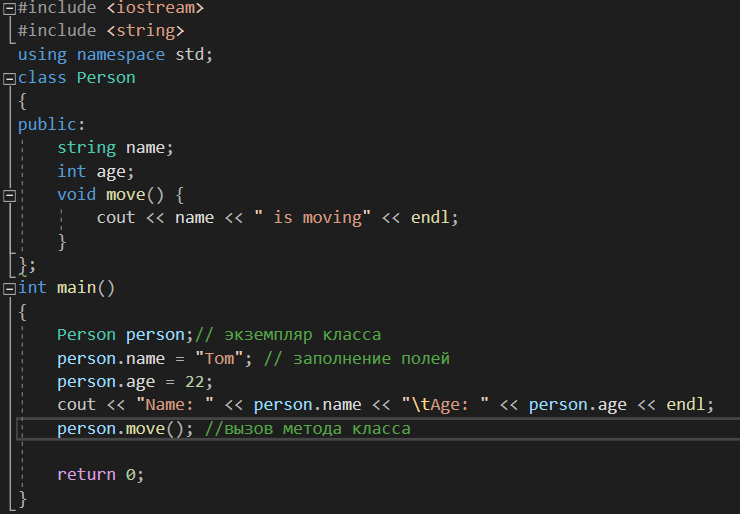 #include <iostream>
#include <string>
using namespace std;
class Person
{
public:
    string name;
    int age;
    void move() {
        cout << name << " is moving" << endl;
    }
};
int main()
{
    Person person;// экземпляр класса
    person.name = "Tom"; // заполнение полей
    person.age = 22;
    cout << "Name: " << person.name << "\tAge: " << person.age << endl;
    person.move(); //вызов метода класса
    return 0;
}